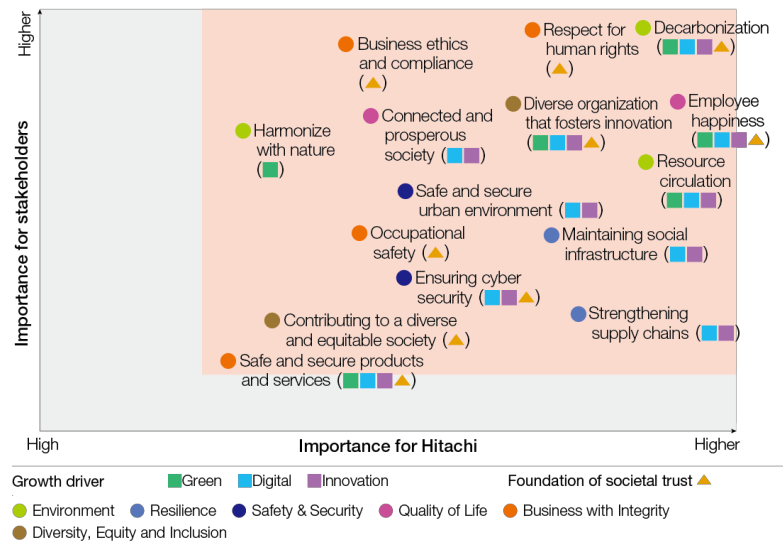 Higher
Importance for stakeholders
Business ethics
and compliance
( )
Respect for
human rights
( )
Decarbonization
( )
Harmonize
with nature
( )
Connected and
prosperous
society ( )
Diverse organization
that fosters innovation
( )
Employee
happiness
( )
Resource
circulation
( )
Safe and secure
urban environment ( )
Occupational
safety ( )
Maintaining social
infrastructure ( )
Ensuring cyber
security ( )
Contributing to a diverse
and equitable society ( )
Strengthening
supply chains ( )
Safe and secure products
and services ( )
High
Importance for Hitachi
Higher
Growth driver
Green
Digital
Innovation
Foundation of societal trust
Environment
Resilience
Safety & Security
Quality of Life
Business with Integrity
Diversity, Equity and Inclusion